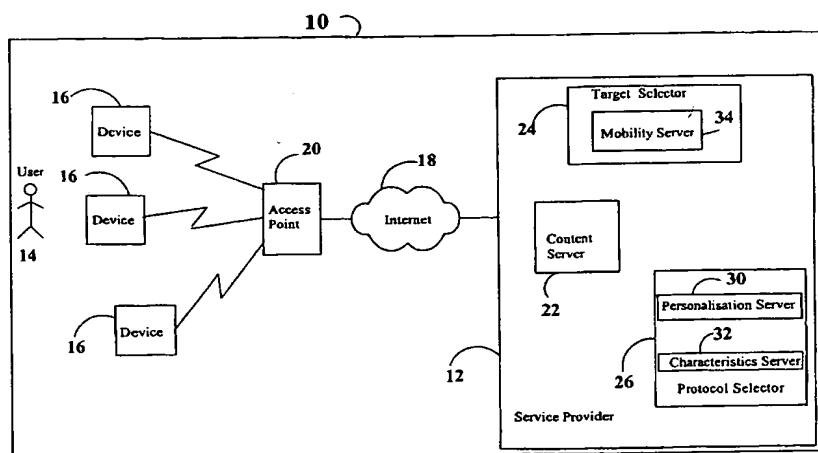 10
16
Device
User
14
16
Device
16
Device
20
Access
Point
18
Internet
Target Selector
24
Mobility Server
34
Content
Server
22
30
Personalisation Server
32
Characteristics Server
26
Protocol Selector
12
Service Provider